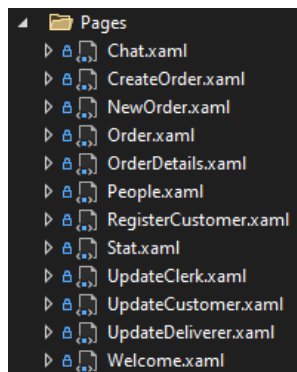 Pages
Chat.xaml
CreateOrder.xaml
NewOrder.xaml
Order.xaml
OrderDetails.xaml
People.xaml
RegisterCustomer.xaml
Stat.xaml
UpdateClerk.xaml
UpdateCustomer.xaml
UpdateDeliverer.xaml
Welcome.xaml